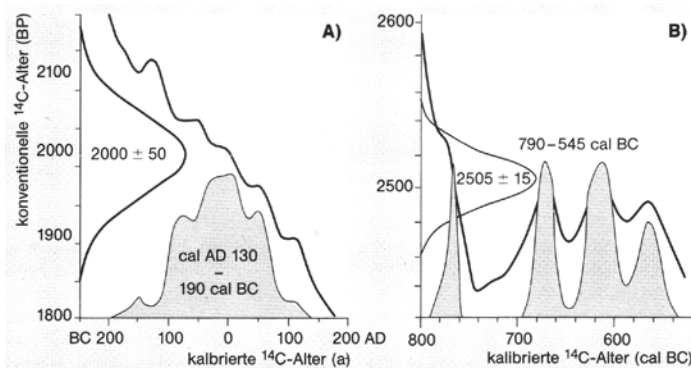 A)
konventionelle ¹⁴C-Alter (BP)
2100
2000
1900
1800
2000 ± 50
cal AD 130
–
190 cal BC
BC 200
100
0
100
200 AD
kalbrierte ¹⁴C-Alter (a)
B)
2600
2500
790–545 cal BC
2505 ± 15
800
700
600
kalibrierte ¹⁴C-Alter (cal BC)